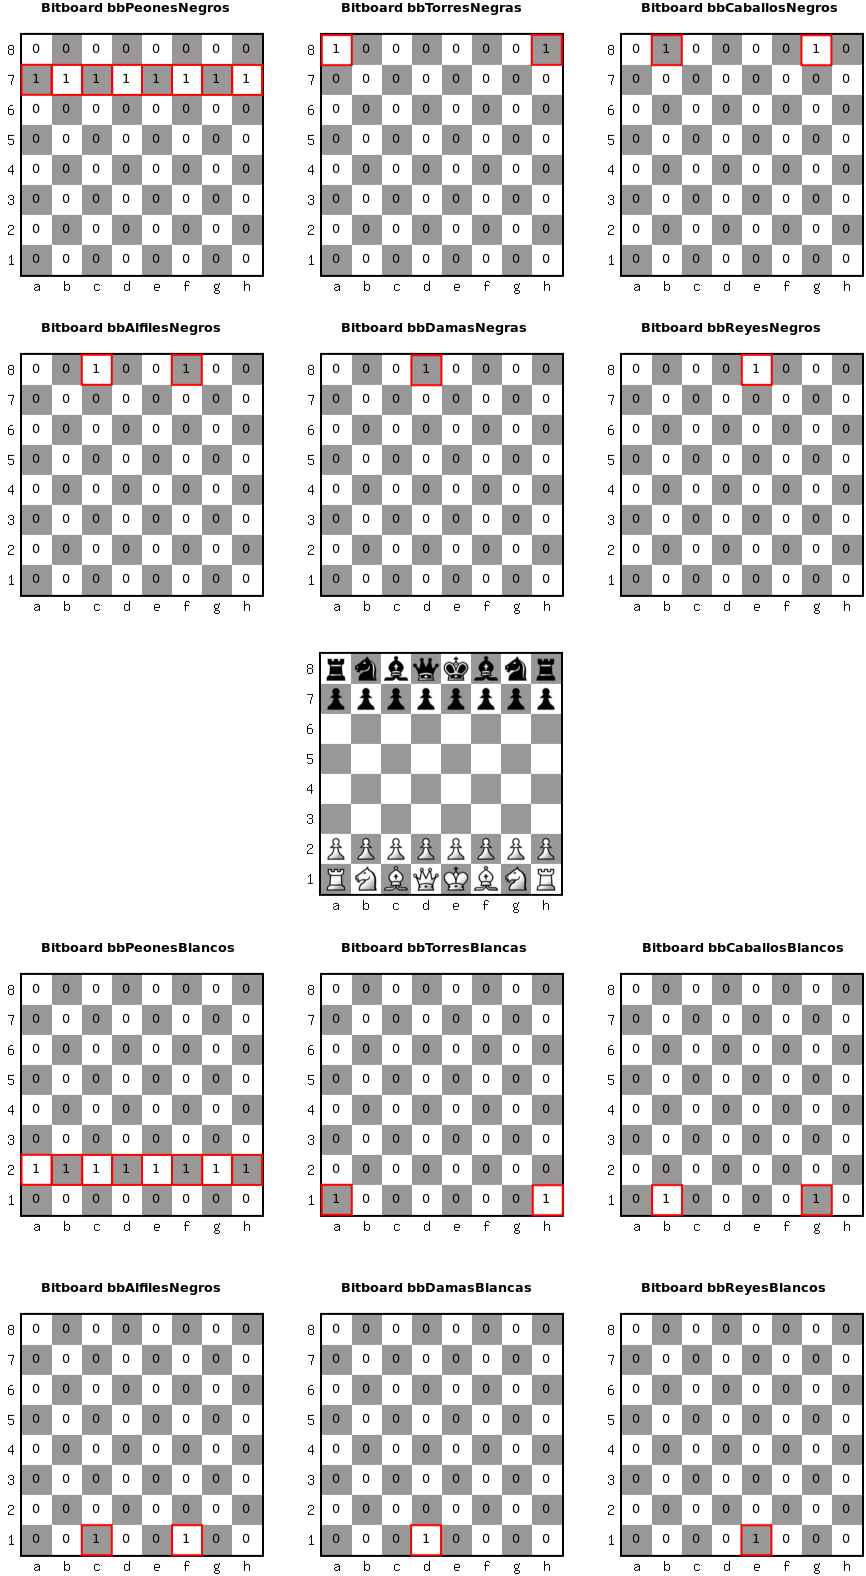 Bitboard bbPeonesNegros
8 0 0 0 0 0 0 0 0
7 1 1 1 1 1 1 1 1
6 0 0 0 0 0 0 0 0
5 0 0 0 0 0 0 0 0
4 0 0 0 0 0 0 0 0
3 0 0 0 0 0 0 0 0
2 0 0 0 0 0 0 0 0
1 0 0 0 0 0 0 0 0
a b c d e f g h
Bitboard bbTorresNegras
8 1 0 0 0 0 0 0 1
7 0 0 0 0 0 0 0 0
6 0 0 0 0 0 0 0 0
5 0 0 0 0 0 0 0 0
4 0 0 0 0 0 0 0 0
3 0 0 0 0 0 0 0 0
2 0 0 0 0 0 0 0 0
1 0 0 0 0 0 0 0 0
a b c d e f g h
Bitboard bbCaballosNegros
8 0 1 0 0 0 0 1 0
7 0 0 0 0 0 0 0 0
6 0 0 0 0 0 0 0 0
5 0 0 0 0 0 0 0 0
4 0 0 0 0 0 0 0 0
3 0 0 0 0 0 0 0 0
2 0 0 0 0 0 0 0 0
1 0 0 0 0 0 0 0 0
a b c d e f g h
Bitboard bbAlfilesNegros
8 0 0 1 0 0 1 0 0
7 0 0 0 0 0 0 0 0
6 0 0 0 0 0 0 0 0
5 0 0 0 0 0 0 0 0
4 0 0 0 0 0 0 0 0
3 0 0 0 0 0 0 0 0
2 0 0 0 0 0 0 0 0
1 0 0 0 0 0 0 0 0
a b c d e f g h
Bitboard bbDamasNegras
8 0 0 0 1 0 0 0 0
7 0 0 0 0 0 0 0 0
6 0 0 0 0 0 0 0 0
5 0 0 0 0 0 0 0 0
4 0 0 0 0 0 0 0 0
3 0 0 0 0 0 0 0 0
2 0 0 0 0 0 0 0 0
1 0 0 0 0 0 0 0 0
a b c d e f g h
Bitboard bbReyesNegros
8 0 0 0 0 1 0 0 0
7 0 0 0 0 0 0 0 0
6 0 0 0 0 0 0 0 0
5 0 0 0 0 0 0 0 0
4 0 0 0 0 0 0 0 0
3 0 0 0 0 0 0 0 0
2 0 0 0 0 0 0 0 0
1 0 0 0 0 0 0 0 0
a b c d e f g h
8
7
6
5
4
3
2
1
a b c d e f g h
Bitboard bbPeonesBlancos
8 0 0 0 0 0 0 0 0
7 0 0 0 0 0 0 0 0
6 0 0 0 0 0 0 0 0
5 0 0 0 0 0 0 0 0
4 0 0 0 0 0 0 0 0
3 0 0 0 0 0 0 0 0
2 1 1 1 1 1 1 1 1
1 0 0 0 0 0 0 0 0
a b c d e f g h
Bitboard bbTorresBlancas
8 0 0 0 0 0 0 0 0
7 0 0 0 0 0 0 0 0
6 0 0 0 0 0 0 0 0
5 0 0 0 0 0 0 0 0
4 0 0 0 0 0 0 0 0
3 0 0 0 0 0 0 0 0
2 0 0 0 0 0 0 0 0
1 1 0 0 0 0 0 0 1
a b c d e f g h
Bitboard bbCaballosBlancos
8 0 0 0 0 0 0 0 0
7 0 0 0 0 0 0 0 0
6 0 0 0 0 0 0 0 0
5 0 0 0 0 0 0 0 0
4 0 0 0 0 0 0 0 0
3 0 0 0 0 0 0 0 0
2 0 0 0 0 0 0 0 0
1 0 1 0 0 0 0 1 0
a b c d e f g h
Bitboard bbAlfilesNegros
8 0 0 0 0 0 0 0 0
7 0 0 0 0 0 0 0 0
6 0 0 0 0 0 0 0 0
5 0 0 0 0 0 0 0 0
4 0 0 0 0 0 0 0 0
3 0 0 0 0 0 0 0 0
2 0 0 0 0 0 0 0 0
1 0 0 1 0 0 1 0 0
a b c d e f g h
Bitboard bbDamasBlancas
8 0 0 0 0 0 0 0 0
7 0 0 0 0 0 0 0 0
6 0 0 0 0 0 0 0 0
5 0 0 0 0 0 0 0 0
4 0 0 0 0 0 0 0 0
3 0 0 0 0 0 0 0 0
2 0 0 0 0 0 0 0 0
1 0 0 0 1 0 0 0 0
a b c d e f g h
Bitboard bbReyesBlancos
8 0 0 0 0 0 0 0 0
7 0 0 0 0 0 0 0 0
6 0 0 0 0 0 0 0 0
5 0 0 0 0 0 0 0 0
4 0 0 0 0 0 0 0 0
3 0 0 0 0 0 0 0 0
2 0 0 0 0 0 0 0 0
1 0 0 0 0 1 0 0 0
a b c d e f g h